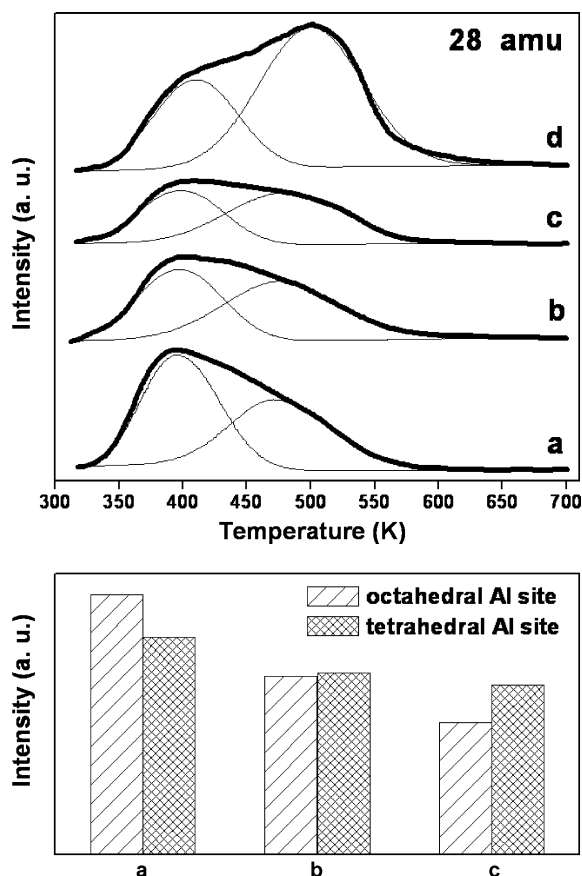 28 amu
d
c
b
a
Intensity (a. u.)
300 350 400 450 500 550 600 650 700
Temperature (K)
octahedral Al site
tetrahedral Al site
Intensity (a. u.)
a b c